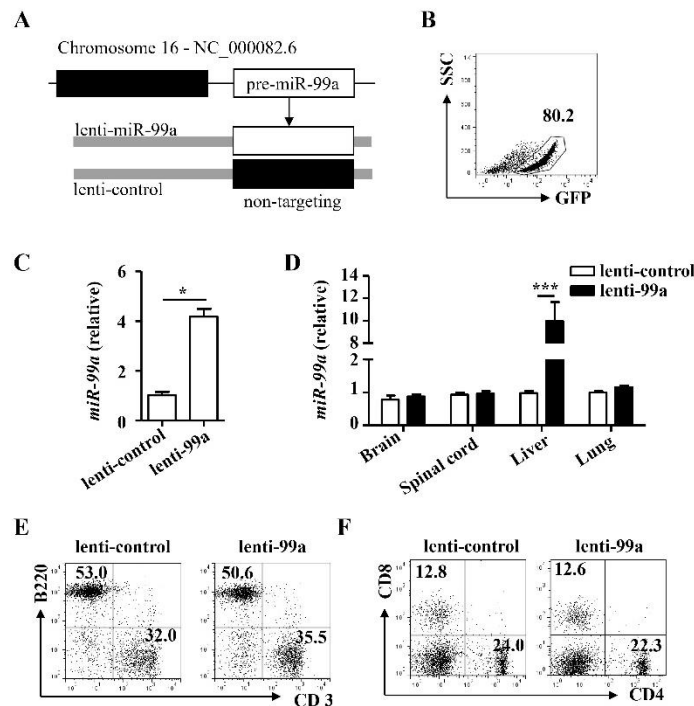 A
Chromosome 16 - NC_000082.6
pre-miR-99a
lenti-miR-99a
lenti-control
non-targeting
B
SSC
80.2
GFP
C
miR-99a (relative)
6
4
2
0
*
lenti-control
lenti-99a
D
miR-99a (relative)
14
12
10
8
2
1
0
***
lenti-control
lenti-99a
Brain
Spinal cord
Liver
Lung
E
lenti-control
lenti-99a
B220
53.0
32.0
50.6
35.5
CD 3
F
lenti-control
lenti-99a
CD8
12.8
24.0
12.6
22.3
CD4